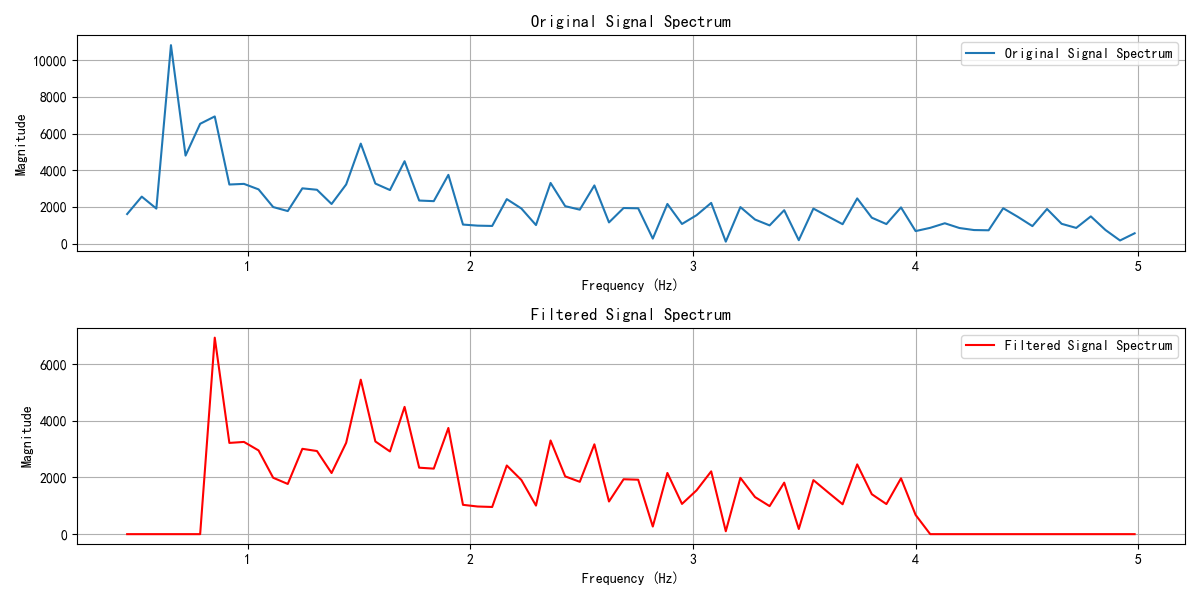 Original Signal Spectrum
Original Signal Spectrum
Magnitude
10000
8000
6000
4000
2000
0
1 2 3 4 5
Frequency (Hz)
Filtered Signal Spectrum
Filtered Signal Spectrum
Magnitude
6000
4000
2000
0
1 2 3 4 5
Frequency (Hz)